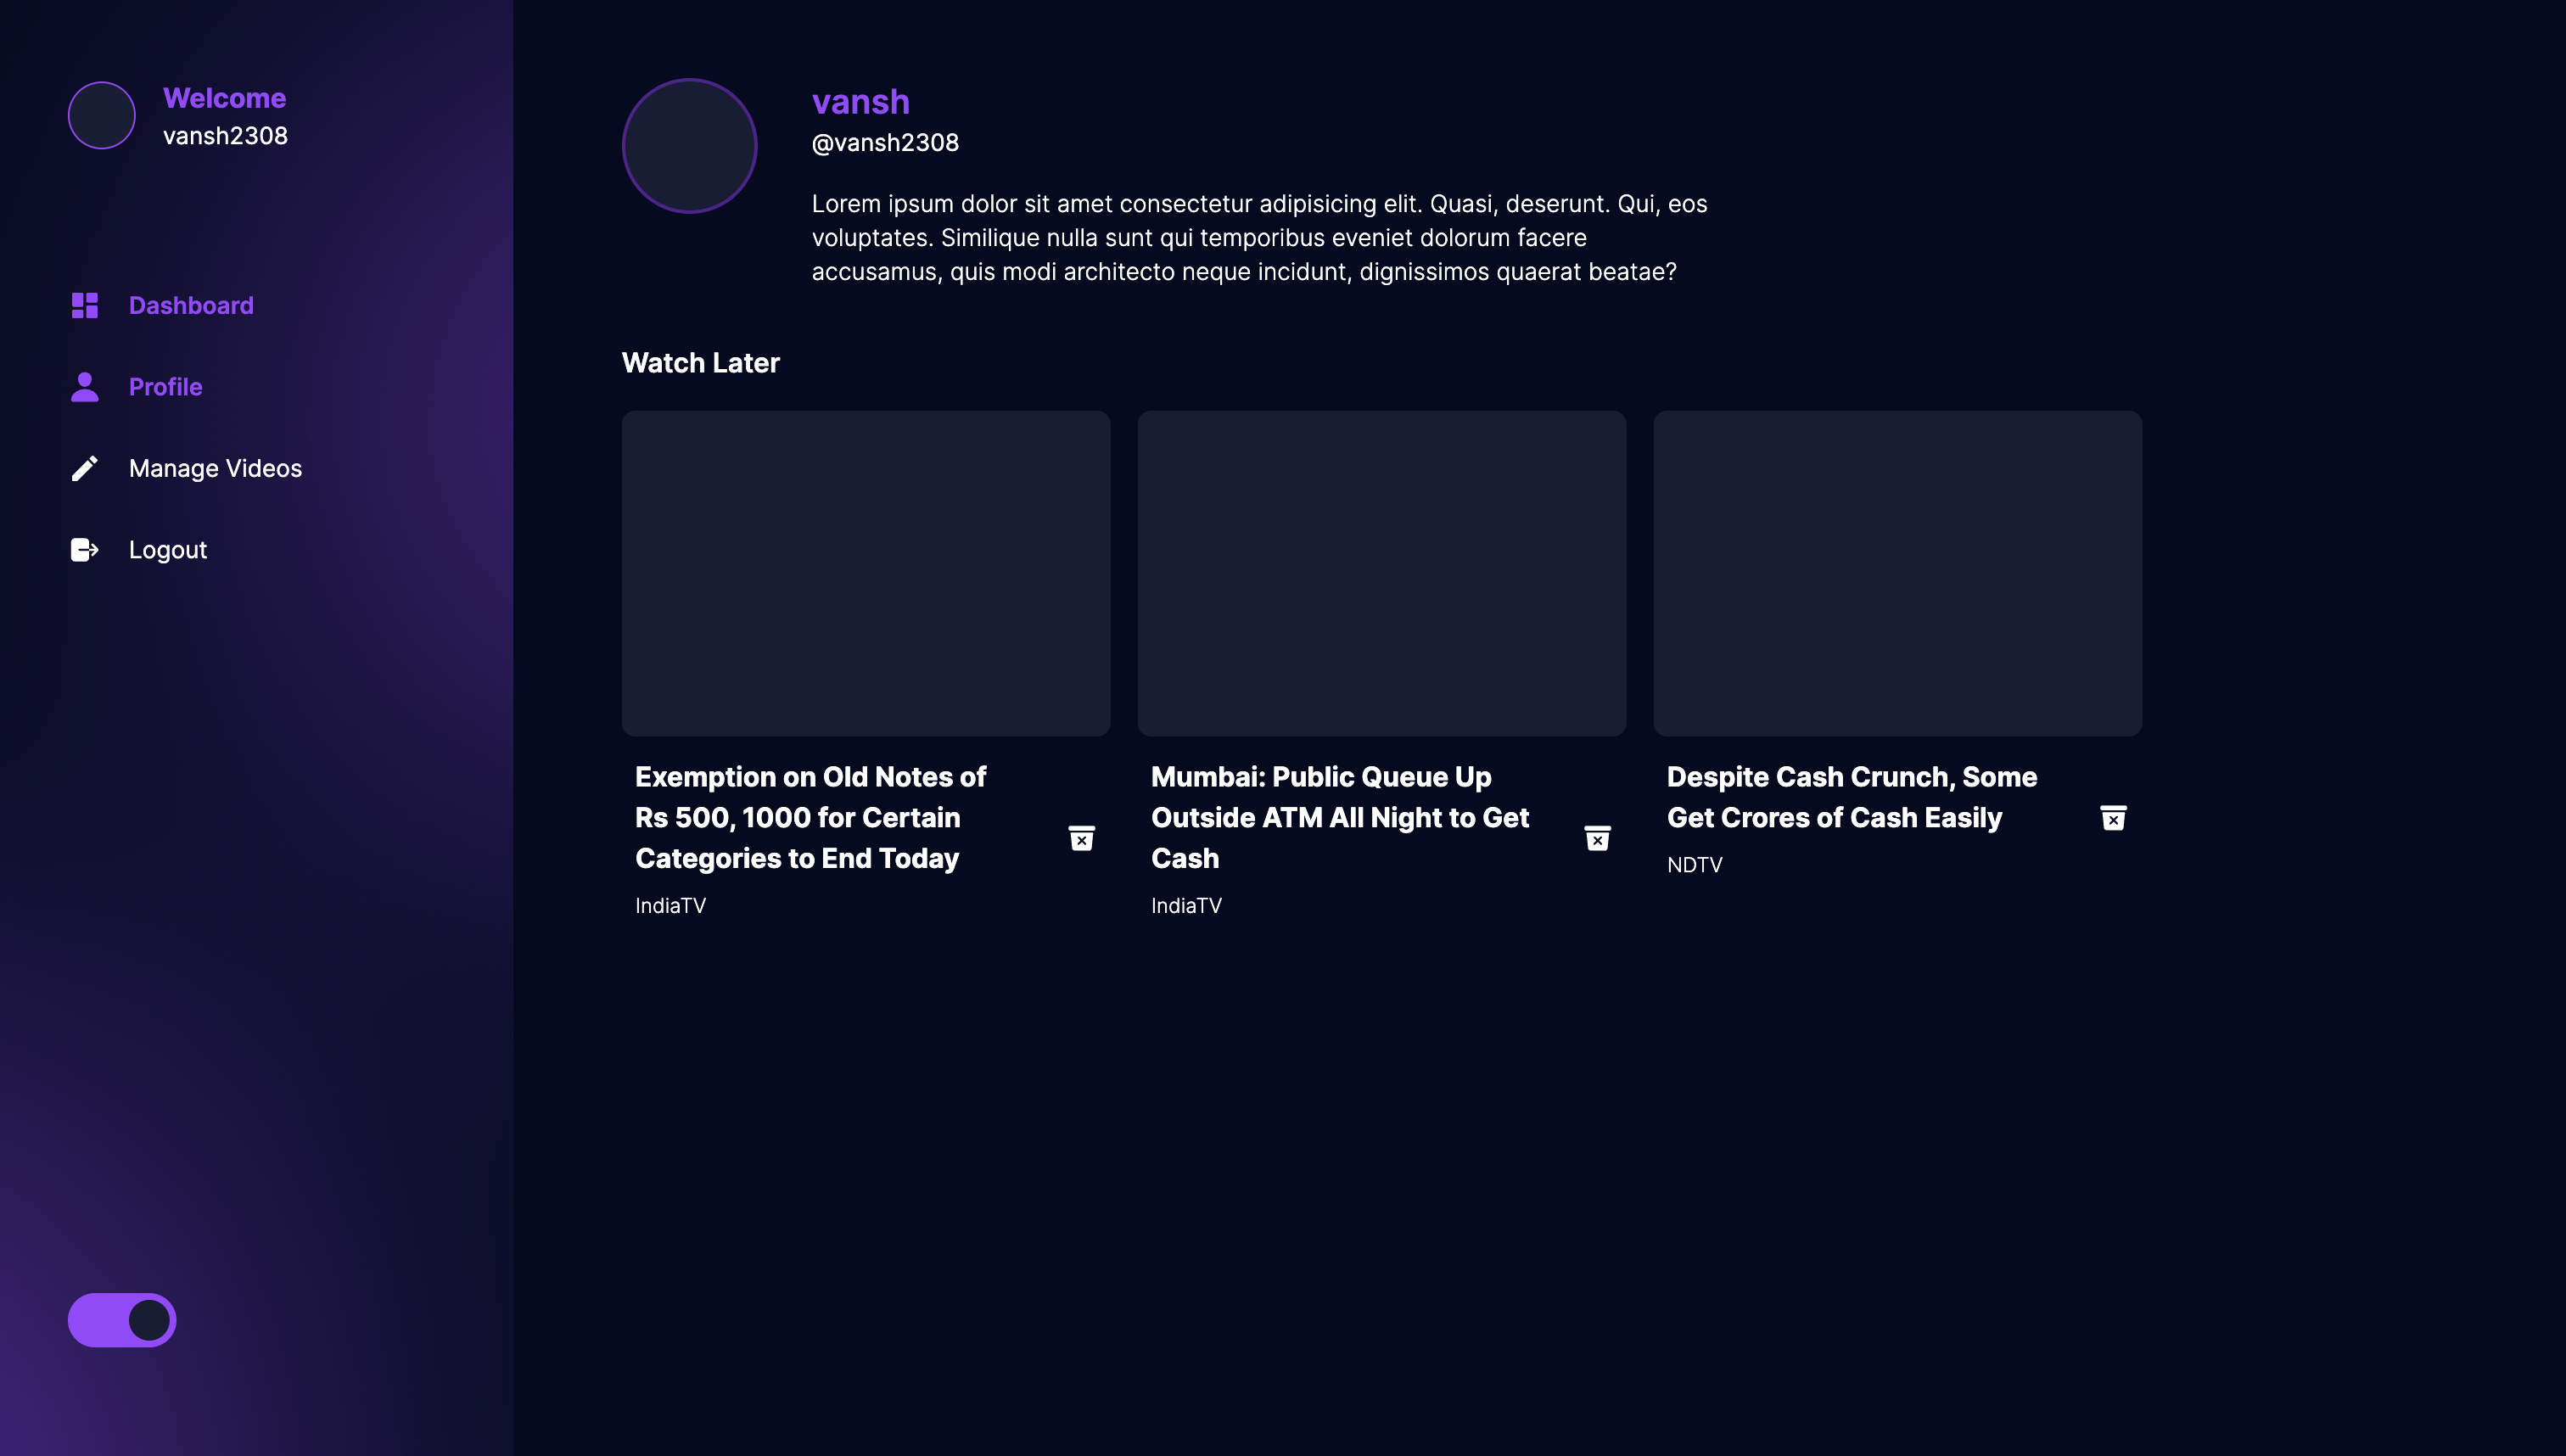 Welcome
vansh2308
Dashboard
Profile
Manage Videos
Logout
vansh
@vansh2308
Lorem ipsum dolor sit amet consectetur adipisicing elit. Quasi, deserunt. Qui, eos
voluptates. Similique nulla sunt qui temporibus eveniet dolorum facere
accusamus, quis modi architecto neque incidunt, dignissimos quaerat beatae?
Watch Later
Exemption on Old Notes of
Rs 500, 1000 for Certain
Categories to End Today
IndiaTV
Mumbai: Public Queue Up
Outside ATM All Night to Get
Cash
IndiaTV
Despite Cash Crunch, Some
Get Crores of Cash Easily
NDTV